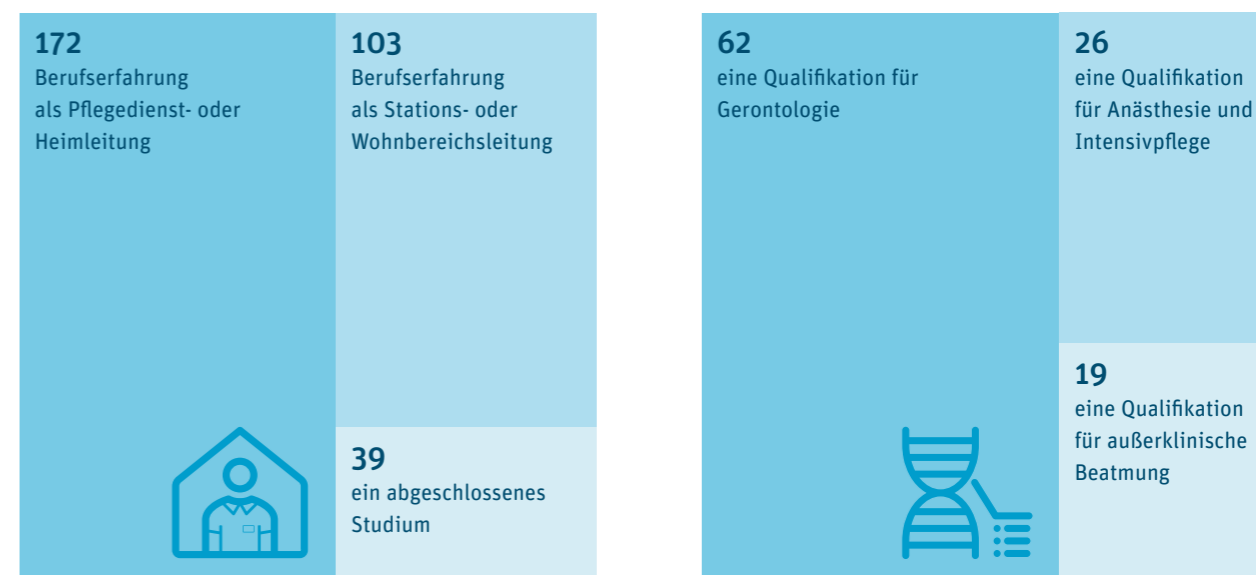 172
Berufserfahrung
als Pflegedienst- oder
Heimleitung
103
Berufserfahrung
als Stations- oder
Wohnbereichsleitung
39
ein abgeschlossenes
Studium
62
eine Qualifikation für
Gerontologie
26
eine Qualifikation
für Anästhesie und
Intensivpflege
19
eine Qualifikation
für außerklinische
Beatmung